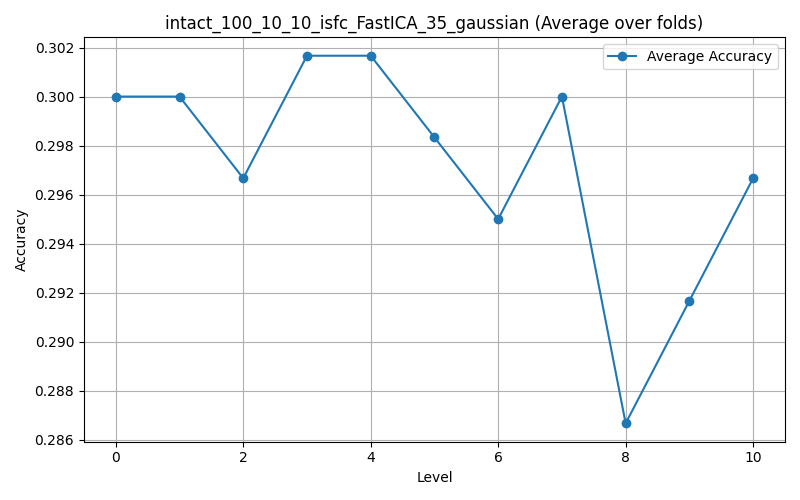 intact_100_10_10_isfc_FastICA_35_gaussian (Average over folds)
Average Accuracy
Accuracy
0.302
0.300
0.298
0.296
0.294
0.292
0.290
0.288
0.286
0 2 4 6 8 10
Level